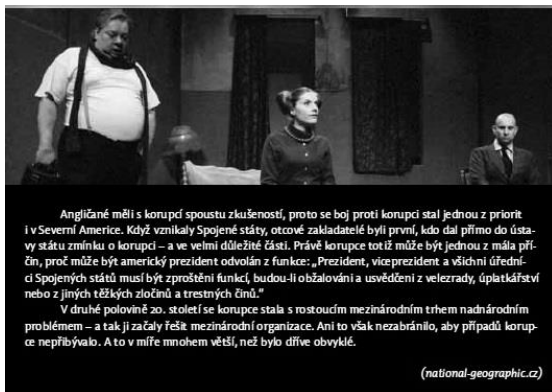 Angličané měli s korupcí spoustu zkušeností, proto se boj proti korupci stal jednou z priorit
i v Severní Americe. Když vznikaly Spojené státy, otcové zakladatelé byli první, kdo dal přímo do ústa-
vy státu zmínku o korupci – a ve velmi důležité části. Právě korupce totiž může být jednou z mála pří-
čin, proč může být americký prezident odvolán z funkce: „Prezident, viceprezident a všichni úředni-
ci Spojených států musí být zproštěni funkcí, budou-li obžalováni a usvědčeni z velezrady, úplatkářství
nebo z jiných těžkých zločinů a trestných činů.“
V druhé polovině 20. století se korupce stala s rostoucím mezinárodním trhem nadnárodním
problémem – a tak ji začaly řešit mezinárodní organizace. Ani to však nezabránilo, aby případů korup-
ce nepřibývalo. A to v míře mnohem větší, než bylo dříve obvyklé.
(national-geographic.cz)